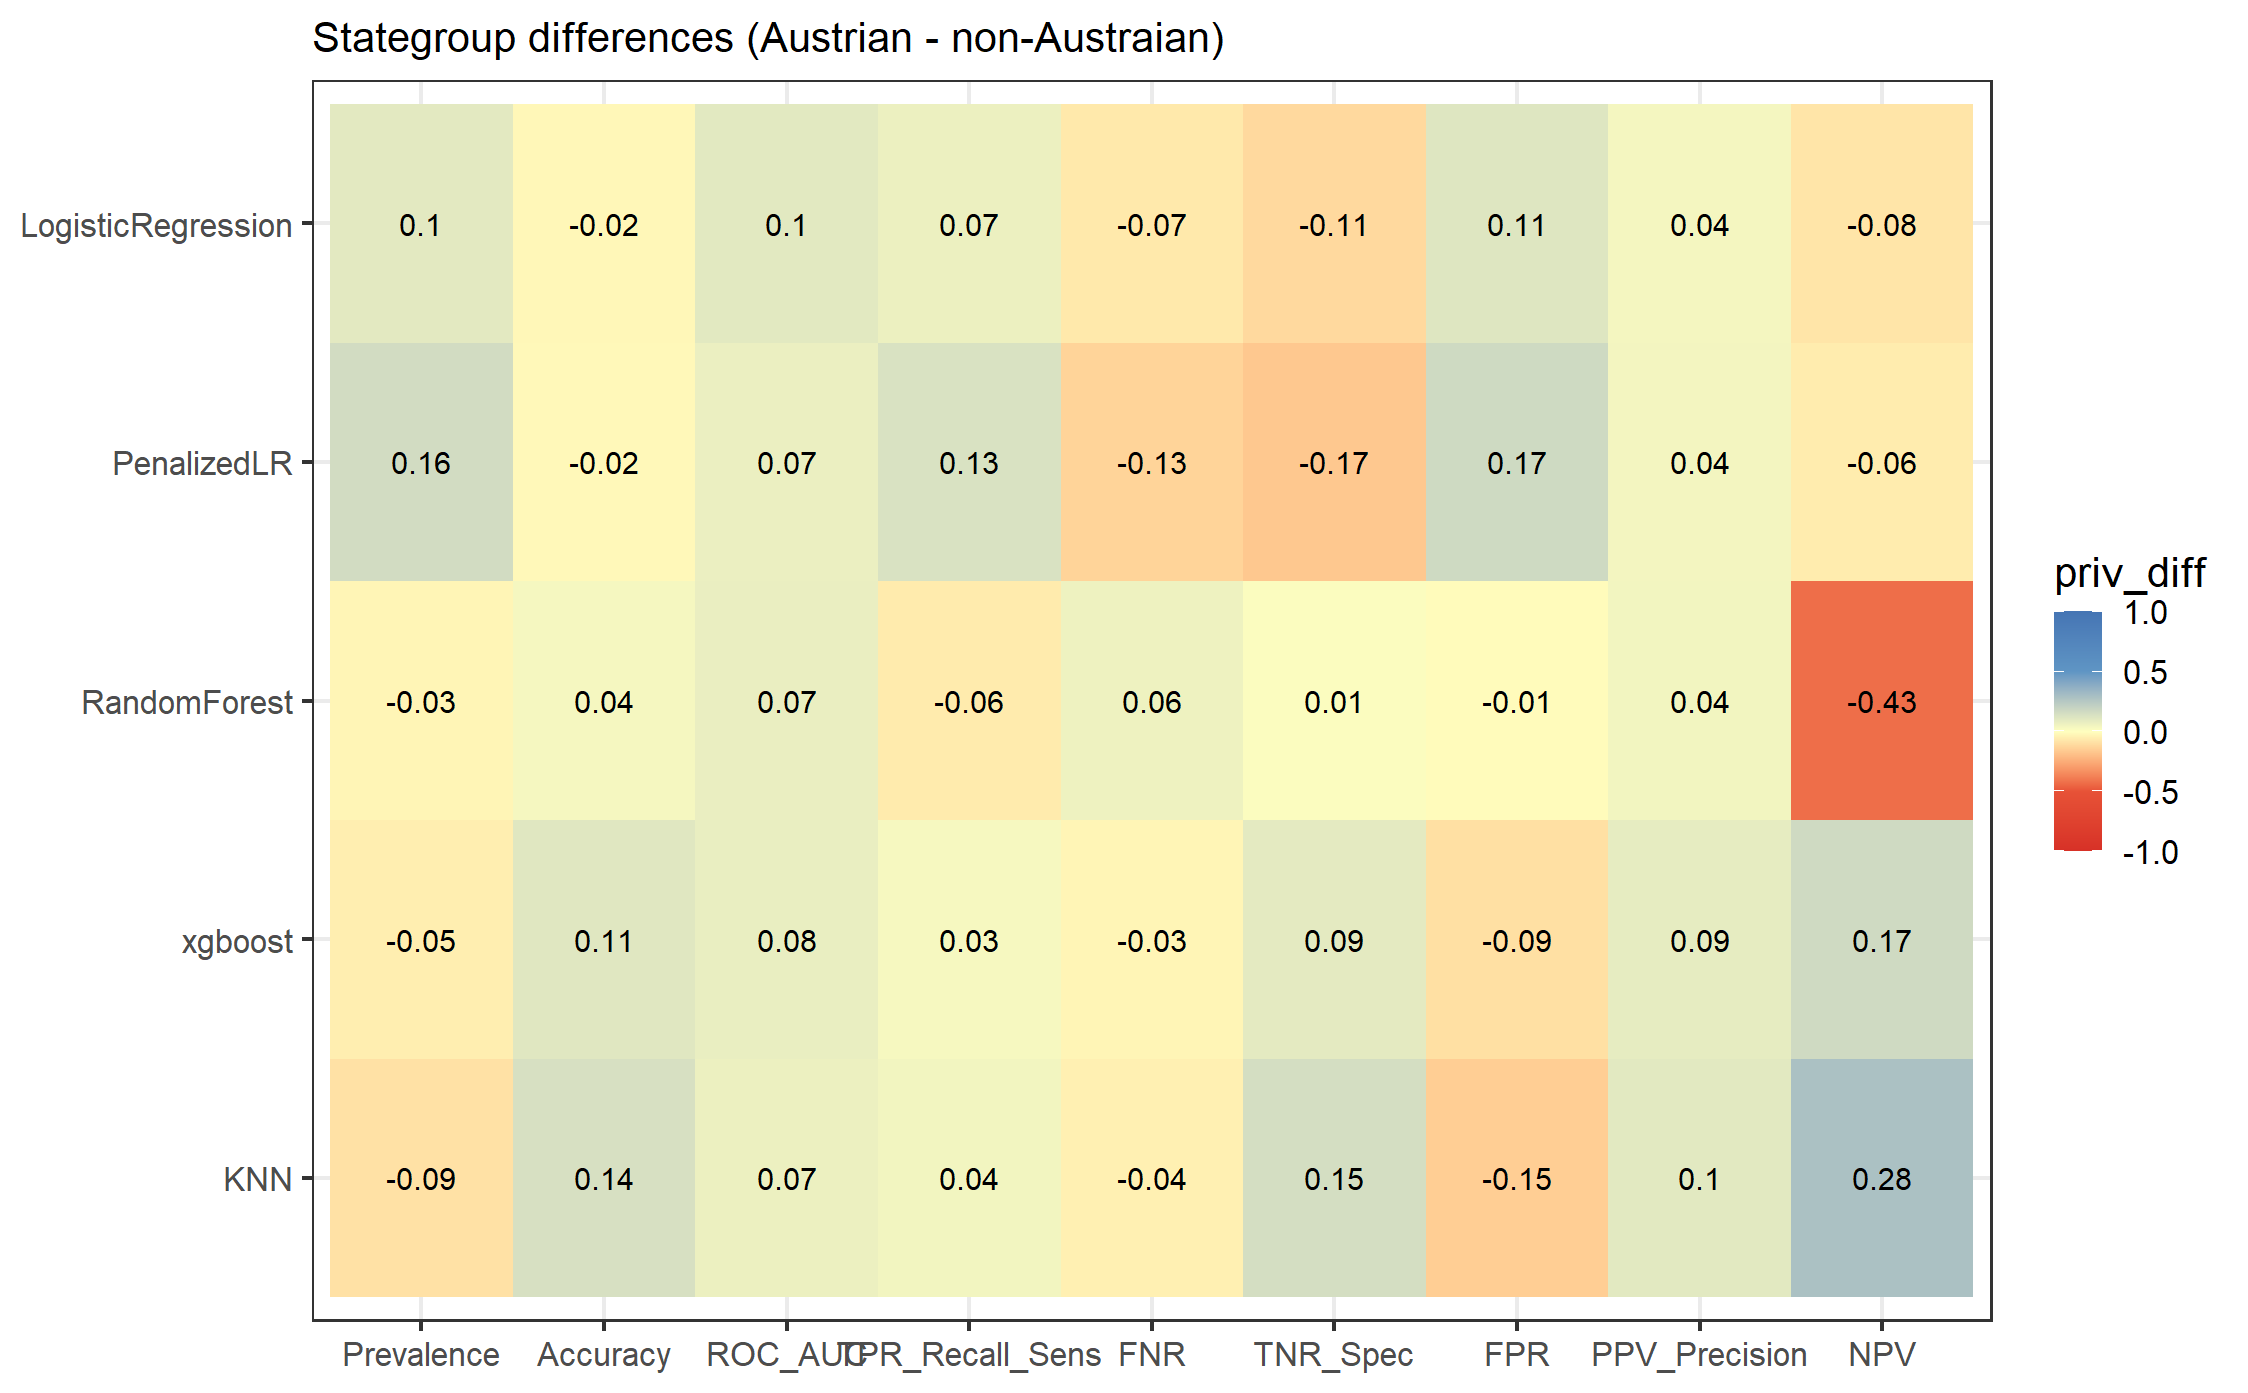 Stategroup differences (Austrian - non-Austraian)
LogisticRegression 0.1 -0.02 0.1 0.07 -0.07 -0.11 0.11 0.04 -0.08
PenalizedLR 0.16 -0.02 0.07 0.13 -0.13 -0.17 0.17 0.04 -0.06
RandomForest -0.03 0.04 0.07 -0.06 0.06 0.01 -0.01 0.04 -0.43
xgboost -0.05 0.11 0.08 0.03 -0.03 0.09 -0.09 0.09 0.17
KNN -0.09 0.14 0.07 0.04 -0.04 0.15 -0.15 0.1 0.28
Prevalence Accuracy ROC_AUC TPR_Recall_Sens FNR TNR_Spec FPR PPV_Precision NPV
priv_diff
1.0
0.5
0.0
-0.5
-1.0